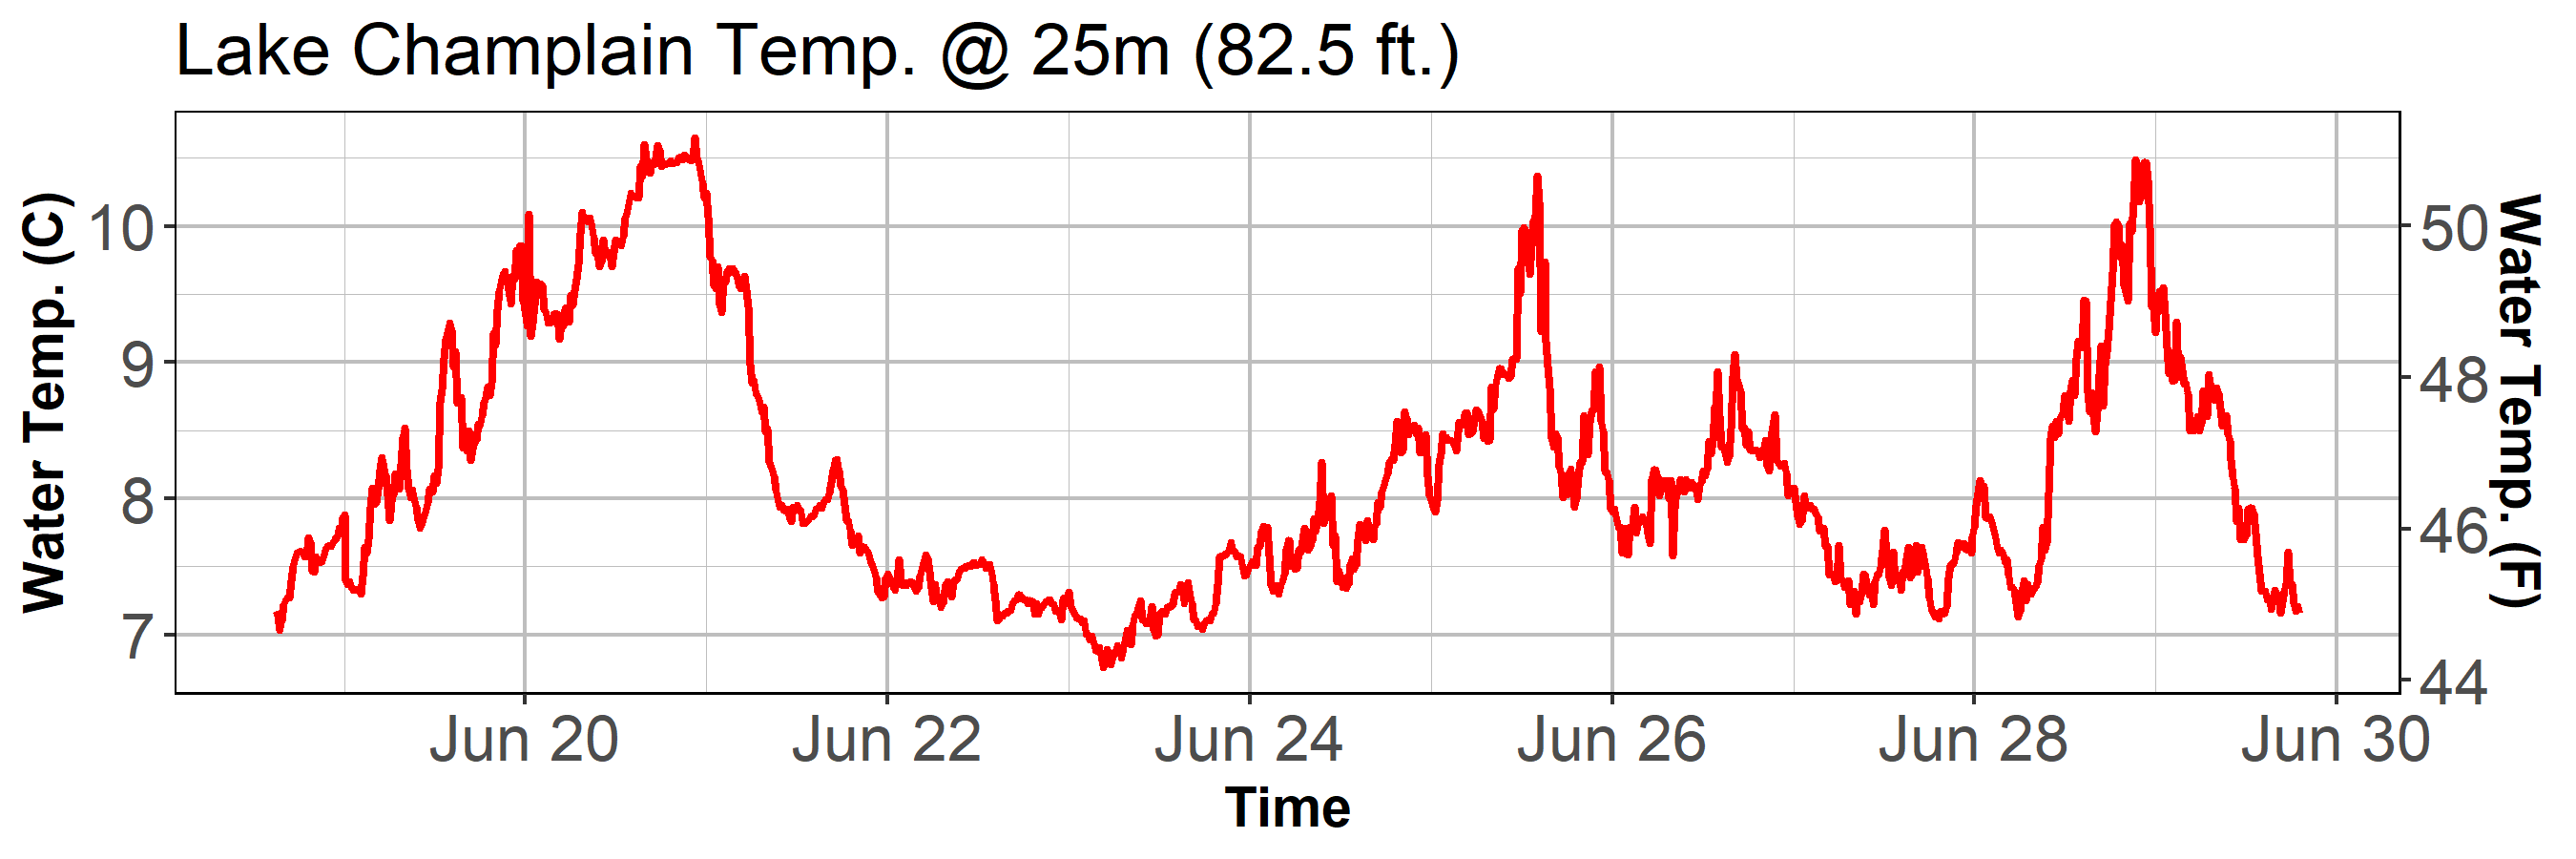 Lake Champlain Temp. @ 25m (82.5 ft.)
Water Temp. (C)
10
9
8
7
50
48
46
44
Water Temp. (F)
Jun 20 Jun 22 Jun 24 Jun 26 Jun 28 Jun 30
Time